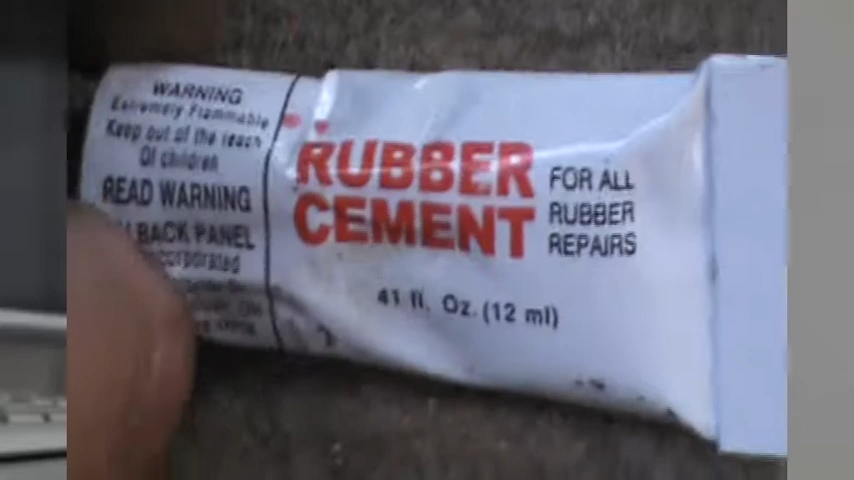 WARNING
Extremely Flammable
Keep out of the reach
Of children
READ WARNING
BACK PANEL
RUBBER
CEMENT
FOR ALL
RUBBER
REPAIRS
41 fl. Oz. (12 ml)